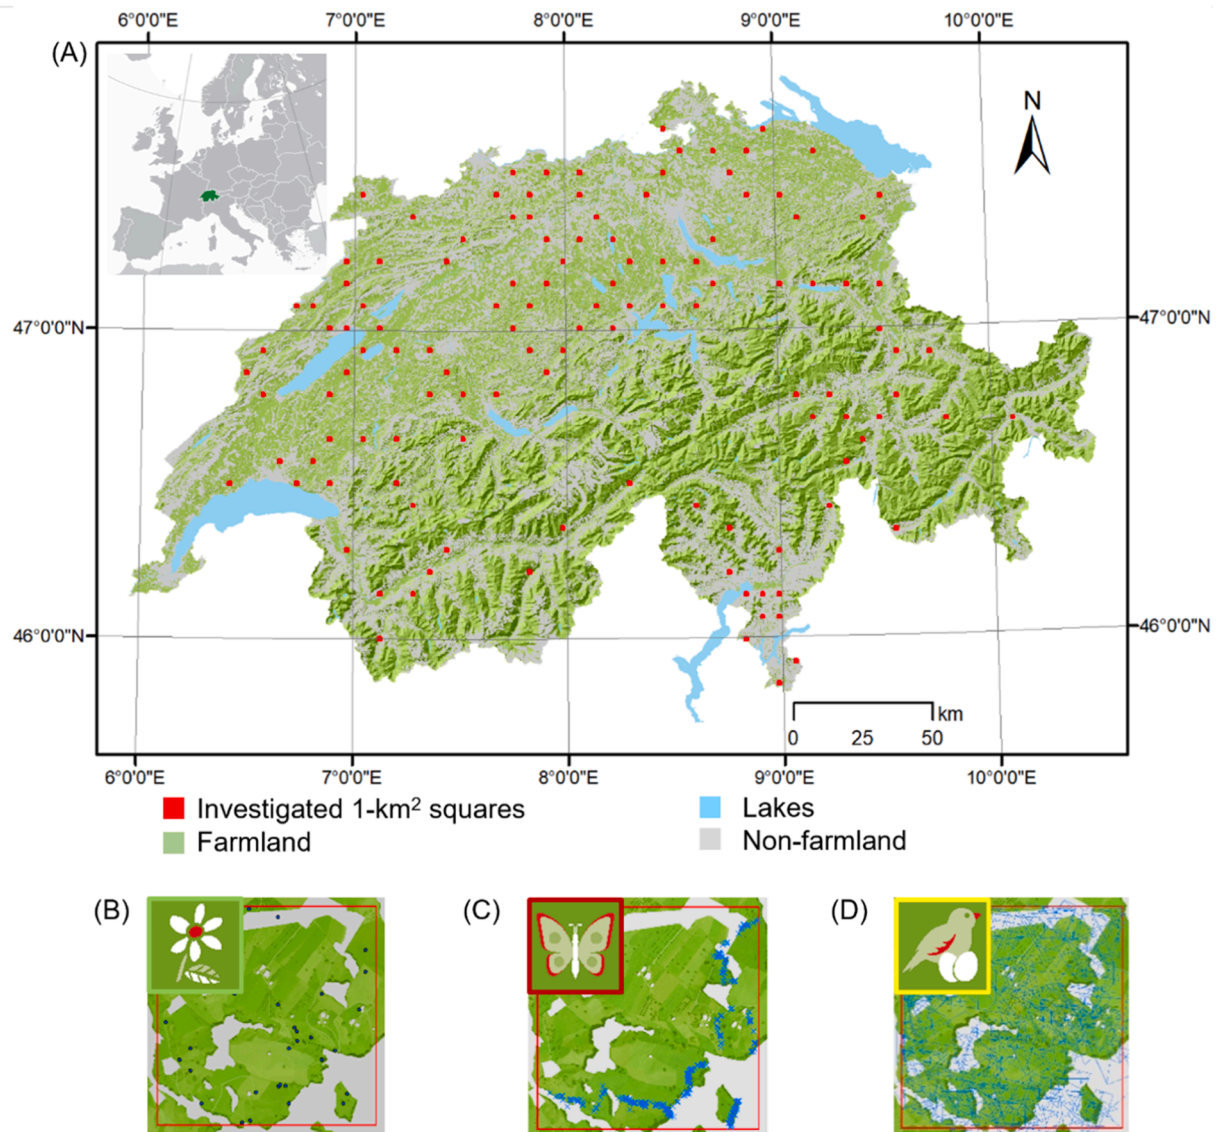 6°0'0"E 7°0'0"E 8°0'0"E 9°0'0"E 10°0'0"E
(A)
N
47°0'0"N 47°0'0"N
46°0'0"N 46°0'0"N
km
0 25 50
6°0'0"E 7°0'0"E 8°0'0"E 9°0'0"E 10°0'0"E
Investigated 1-km² squares Lakes
Farmland Non-farmland
(B) (C) (D)